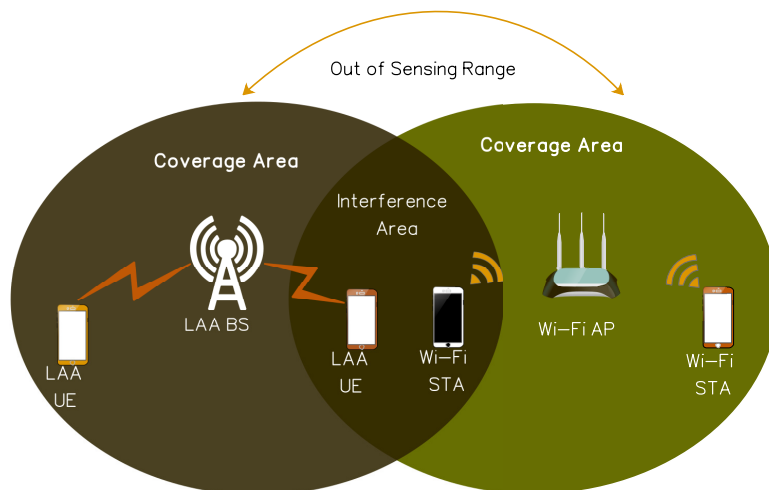 Out of Sensing Range
Coverage Area
Coverage Area
Interference
Area
LAA BS
Wi-Fi AP
LAA
UE
LAA
UE
Wi-Fi
STA
Wi-Fi
STA